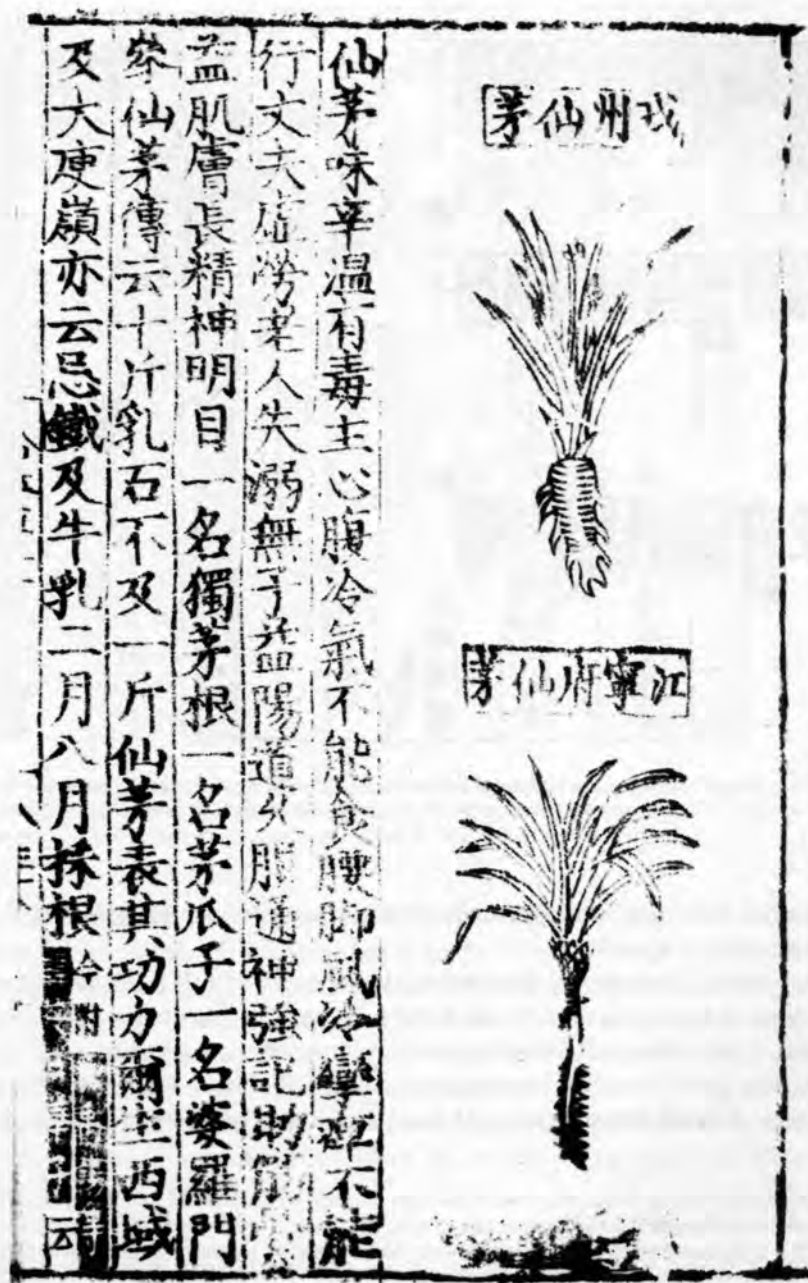 戎州仙茅
江寧府仙茅
仙茅味辛温有毒主心腹冷氣不能食腰脚風冷攣痺不能
行丈夫虛勞老人失溺無子益陽道久服通神強記助筋骨
益肌膚長精神明目一名獨茅根一名茅瓜子一名婆羅門
參仙茅傳云十斤乳石不及一斤仙茅表其功力爾生西域
及大庾嶺亦云忌鐵及牛乳二月八月採根今附